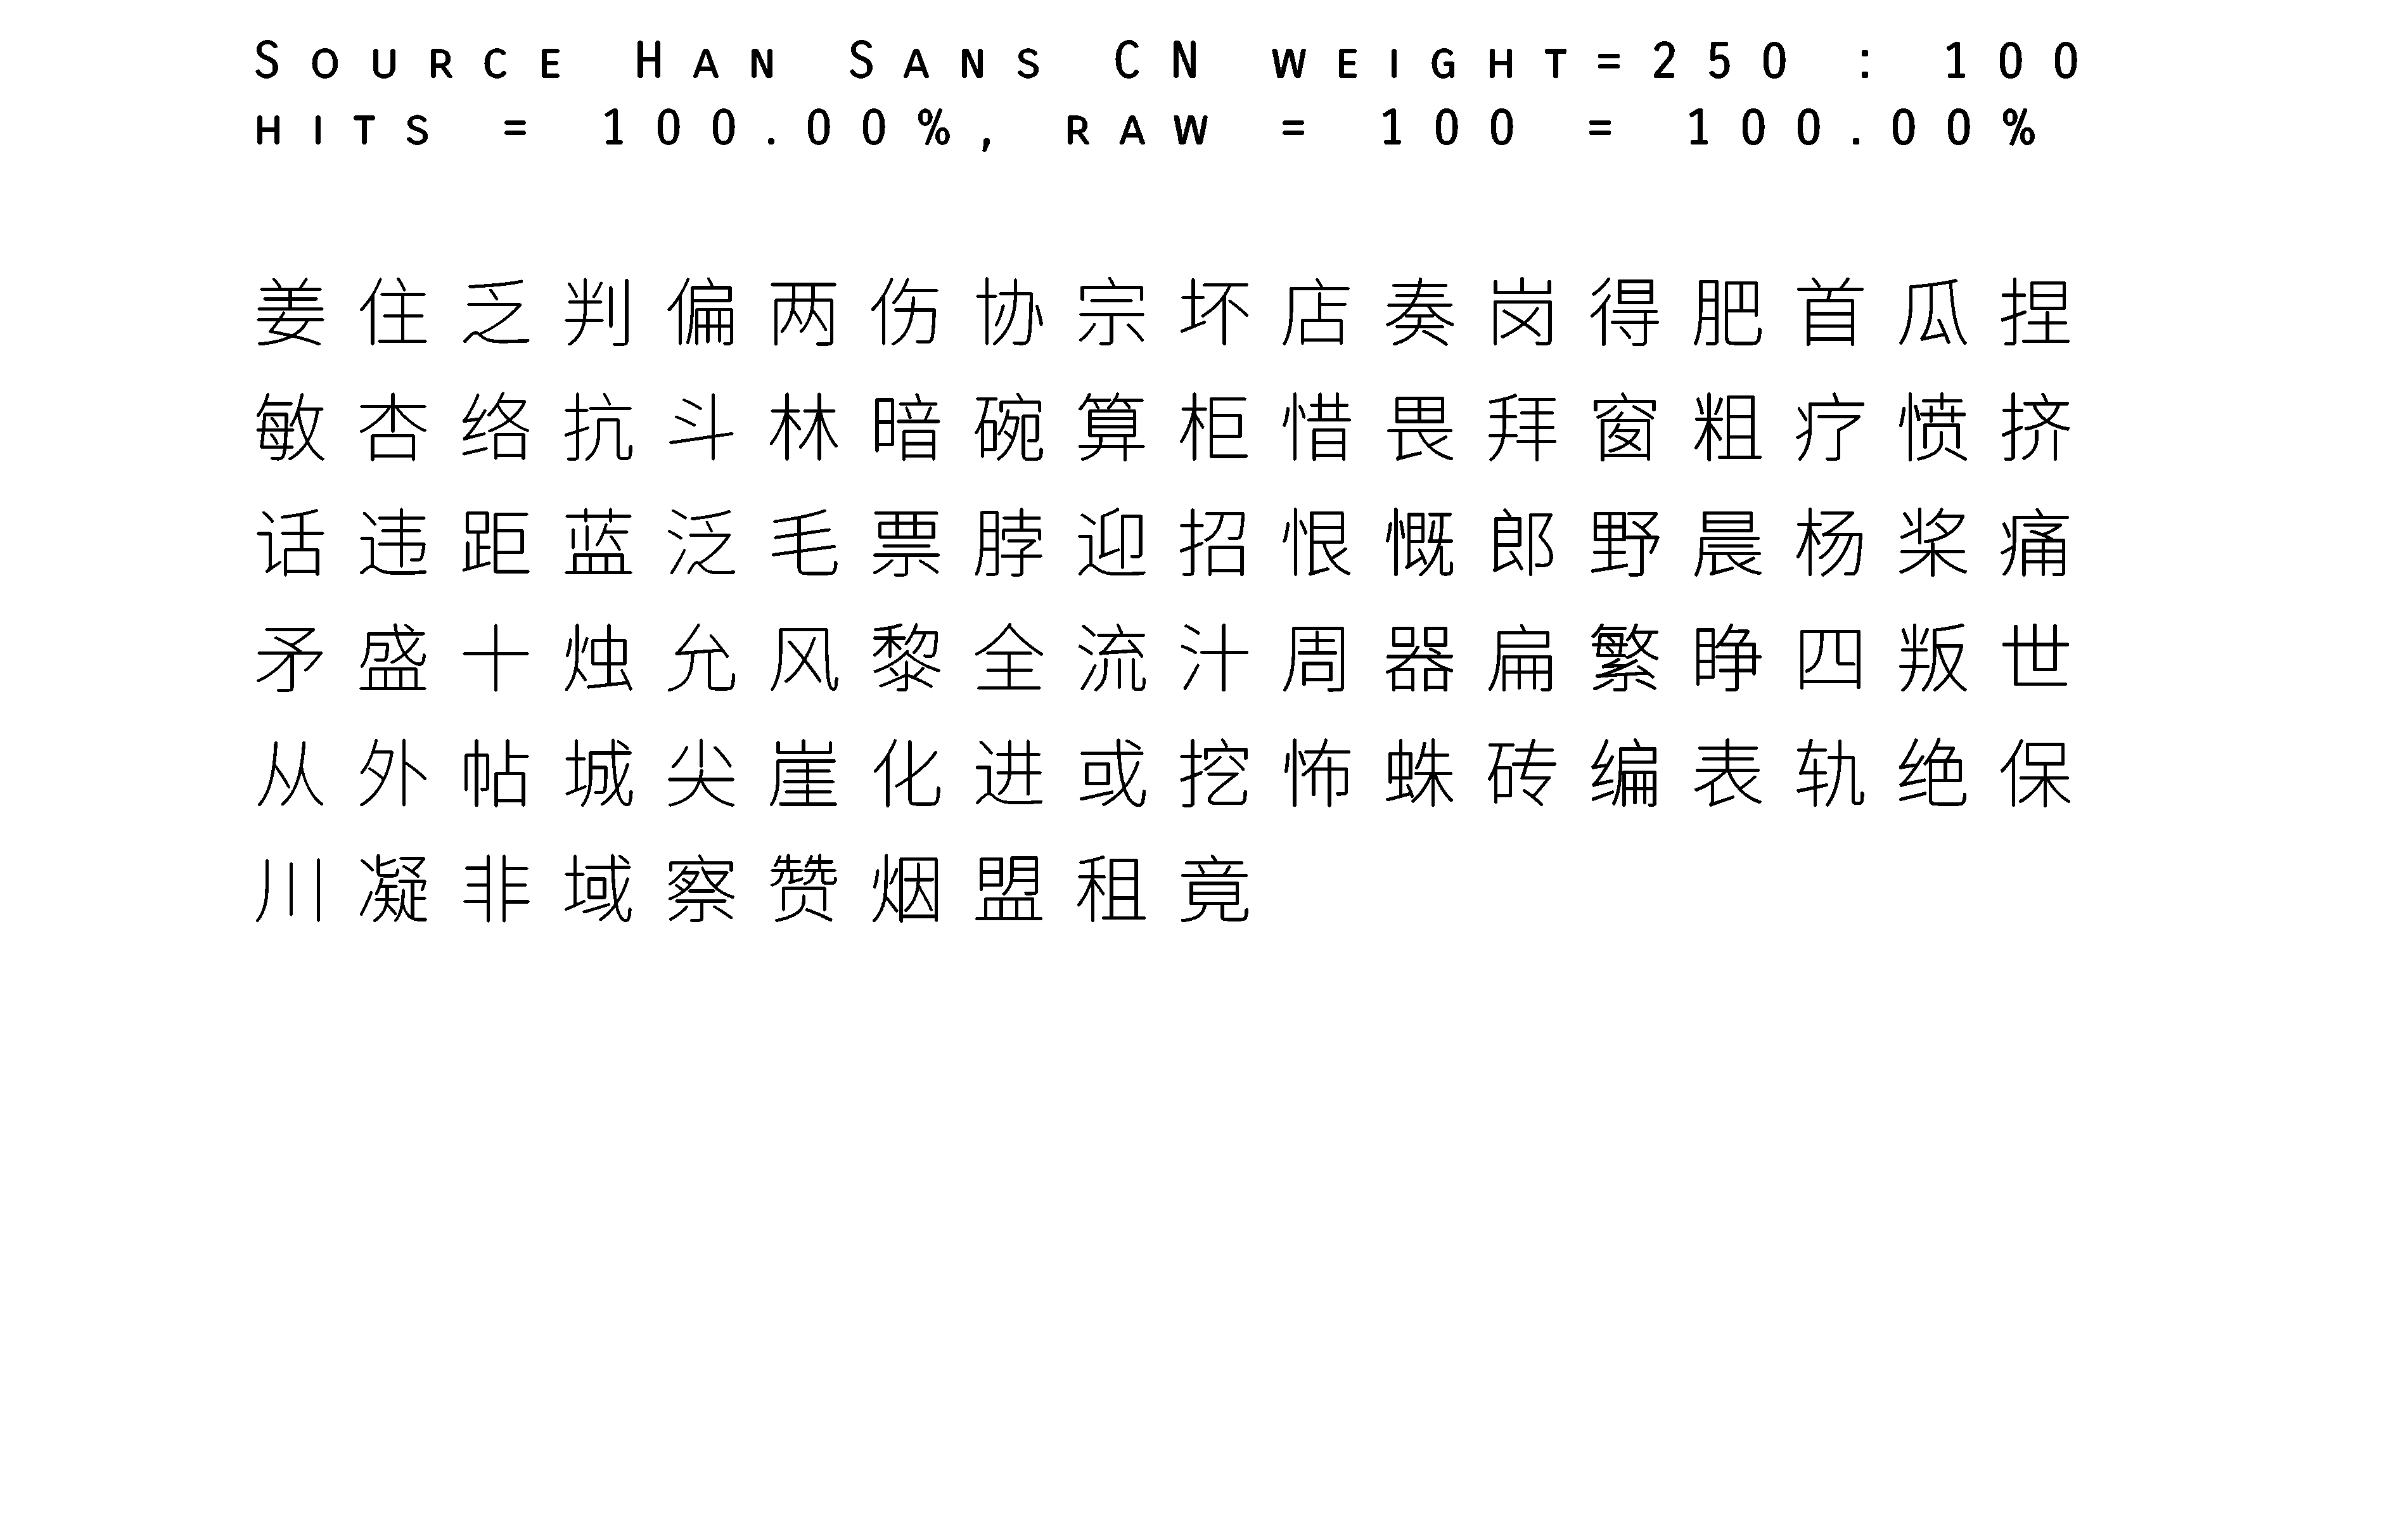 Source Han Sans CN weight=250 : 100
hits = 100.00%, raw = 100 = 100.00%
姜住乏判偏两伤协宗坏店奏岗得肥首瓜捏
敏杏络抗斗林暗碗算柜惜畏拜窗粗疗愤挤
话违距蓝泛毛票脖迎招恨慨郎野晨杨桨痛
矛盛十烛允风黎全流汁周器扁繁睁四叛世
从外帖城尖崖化进或挖怖蛛砖编表轨绝保
川凝非域察赞烟盟租竟